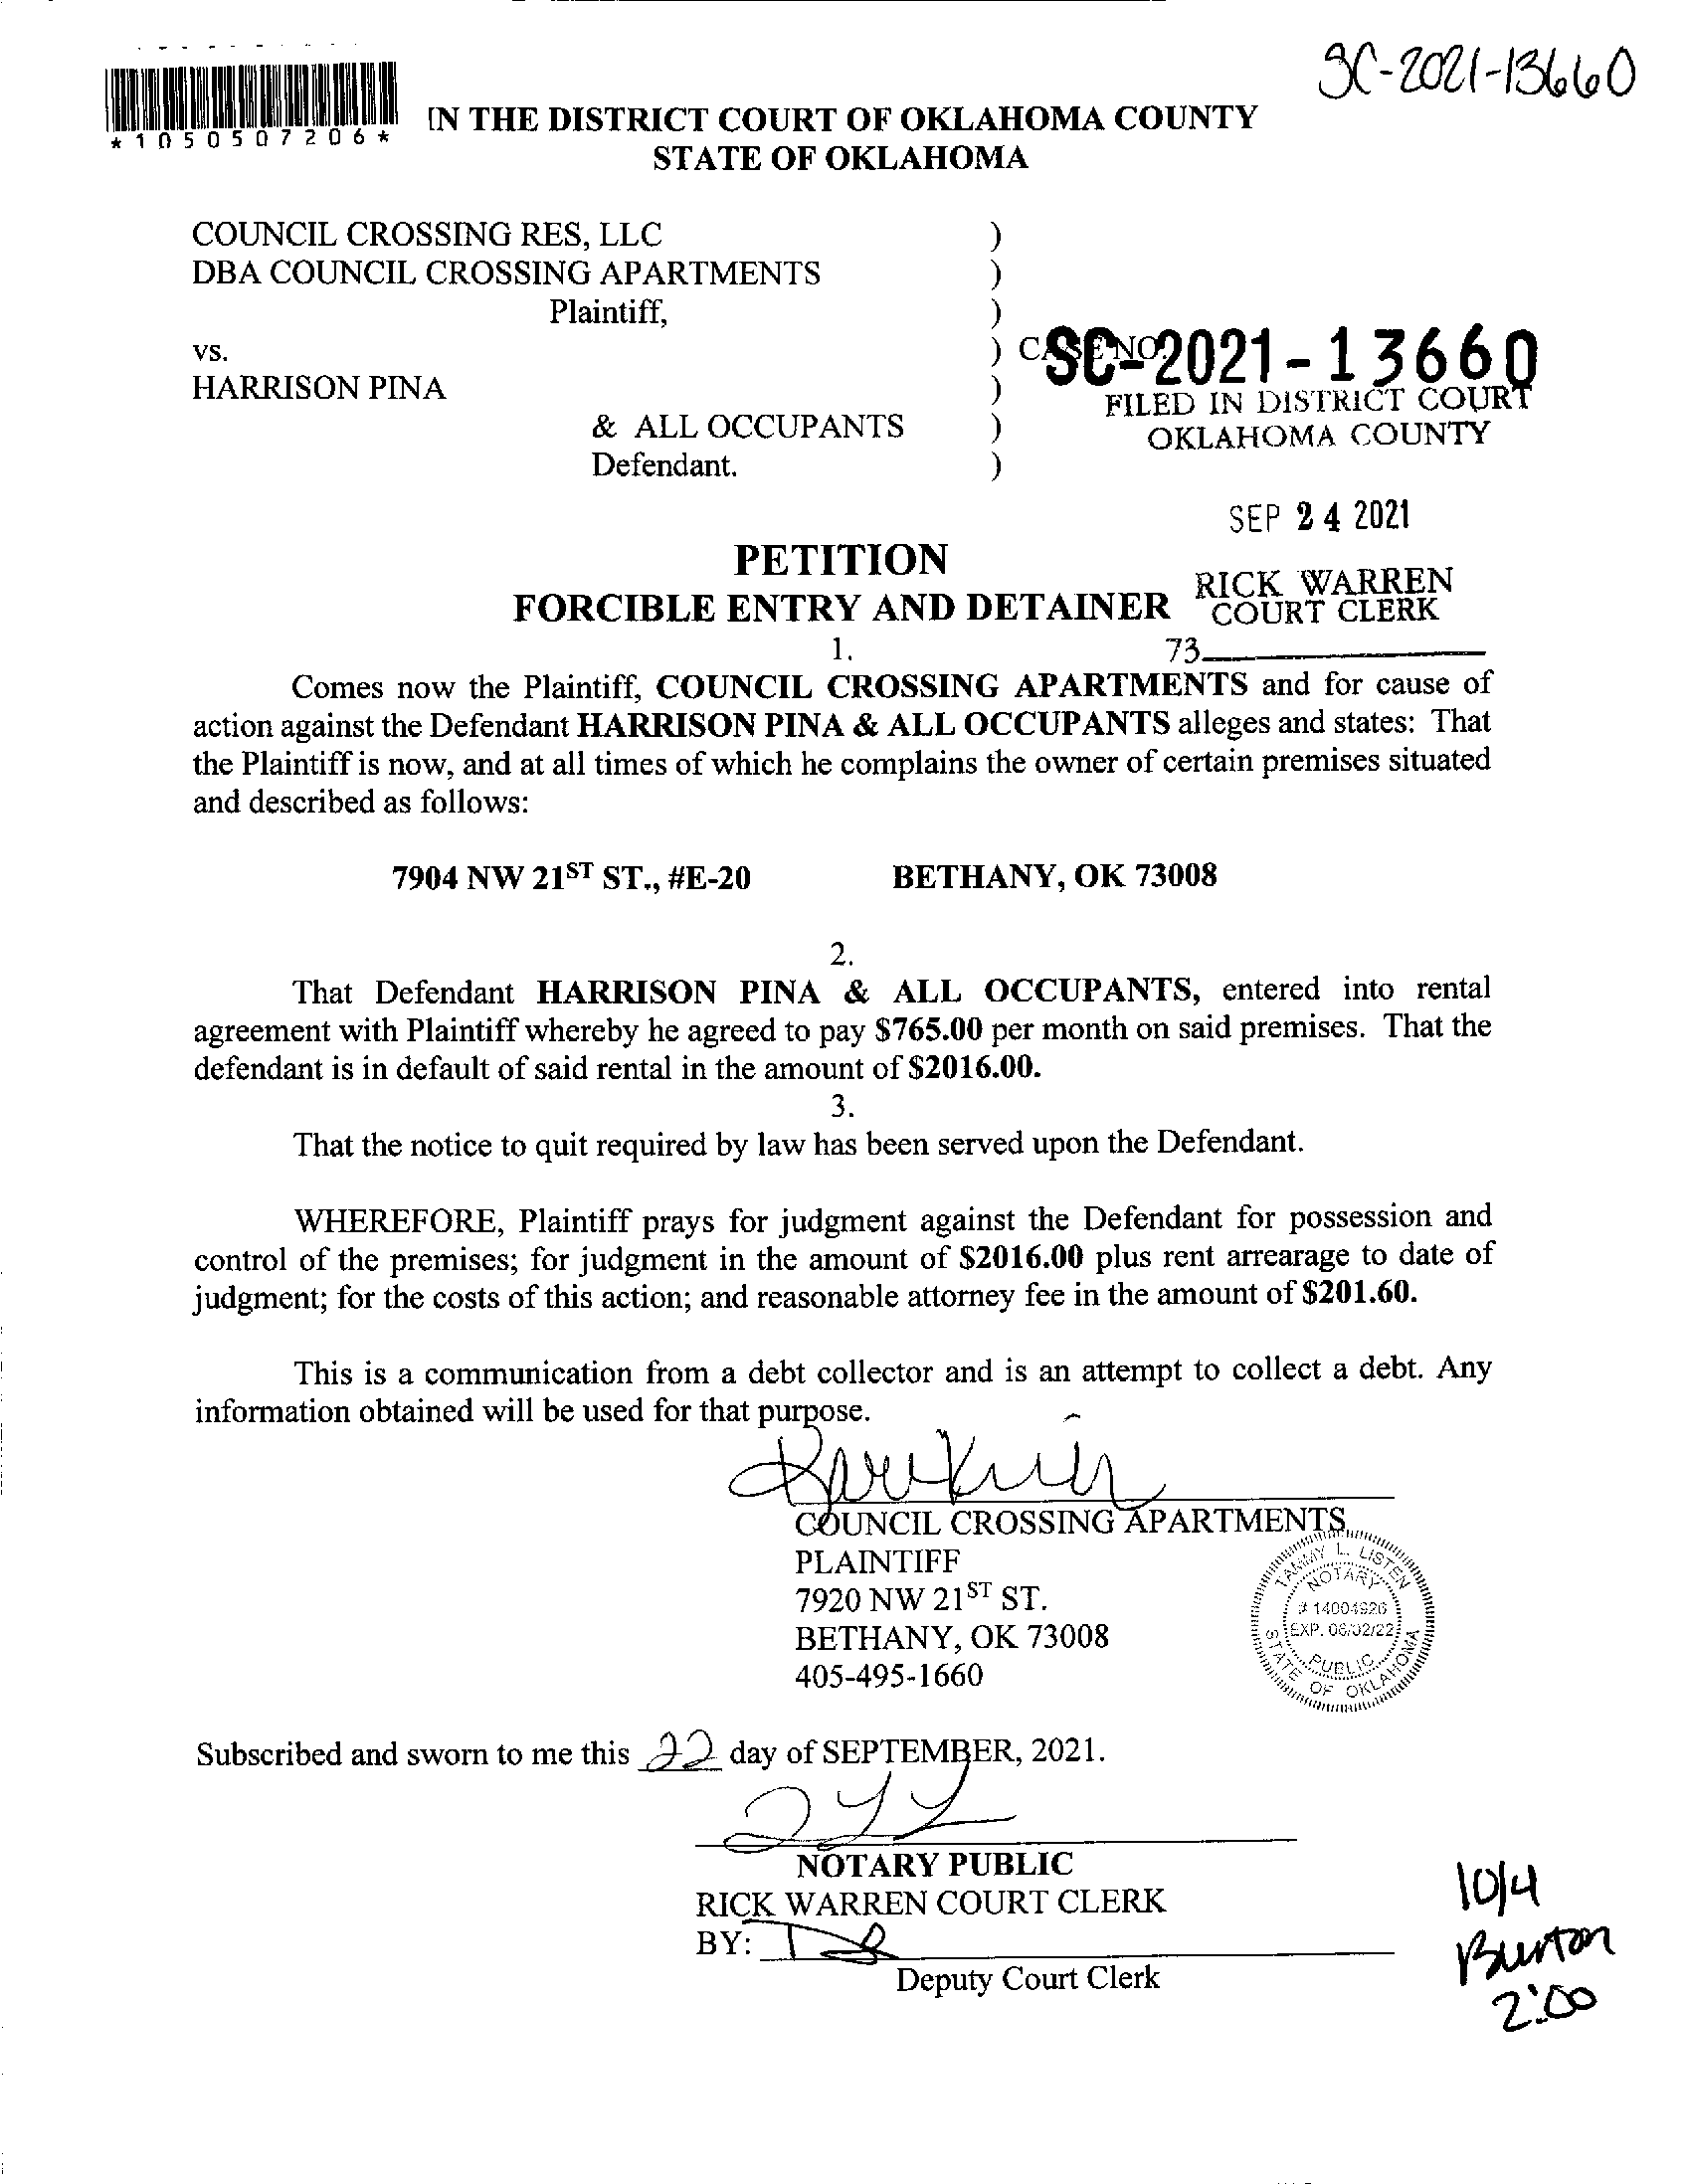 SC-2021-13660
*1050507206*
IN THE DISTRICT COURT OF OKLAHOMA COUNTY
STATE OF OKLAHOMA
COUNCIL CROSSING RES, LLC )
DBA COUNCIL CROSSING APARTMENTS )
Plaintiff, )
vs. ) CASE NO. SC-2021-13660
HARRISON PINA )
FILED IN DISTRICT COURT
& ALL OCCUPANTS )
OKLAHOMA COUNTY
Defendant. )
SEP 24 2021
PETITION
RICK WARREN
FORCIBLE ENTRY AND DETAINER
COURT CLERK
1.
73
Comes now the Plaintiff, COUNCIL CROSSING APARTMENTS and for cause of
action against the Defendant HARRISON PINA & ALL OCCUPANTS alleges and states: That
the Plaintiff is now, and at all times of which he complains the owner of certain premises situated
and described as follows:
7904 NW 21ST ST., #E-20 BETHANY, OK 73008
2.
That Defendant HARRISON PINA & ALL OCCUPANTS, entered into rental
agreement with Plaintiff whereby he agreed to pay $765.00 per month on said premises. That the
defendant is in default of said rental in the amount of $2016.00.
3.
That the notice to quit required by law has been served upon the Defendant.
WHEREFORE, Plaintiff prays for judgment against the Defendant for possession and
control of the premises; for judgment in the amount of $2016.00 plus rent arrearage to date of
judgment; for the costs of this action; and reasonable attorney fee in the amount of $201.60.
This is a communication from a debt collector and is an attempt to collect a debt. Any
information obtained will be used for that purpose.
COUNCIL CROSSING APARTMENTS
PLAINTIFF
7920 NW 21ST ST.
BETHANY, OK 73008
405-495-1660
TAMMY L. LISTEN
NOTARY
# 14004926
EXP. 06/02/22
PUBLIC
STATE OF OKLAHOMA
Subscribed and sworn to me this 22 day of SEPTEMBER, 2021.
NOTARY PUBLIC
RICK WARREN COURT CLERK
BY:
Deputy Court Clerk
10/4
Burton
2:00